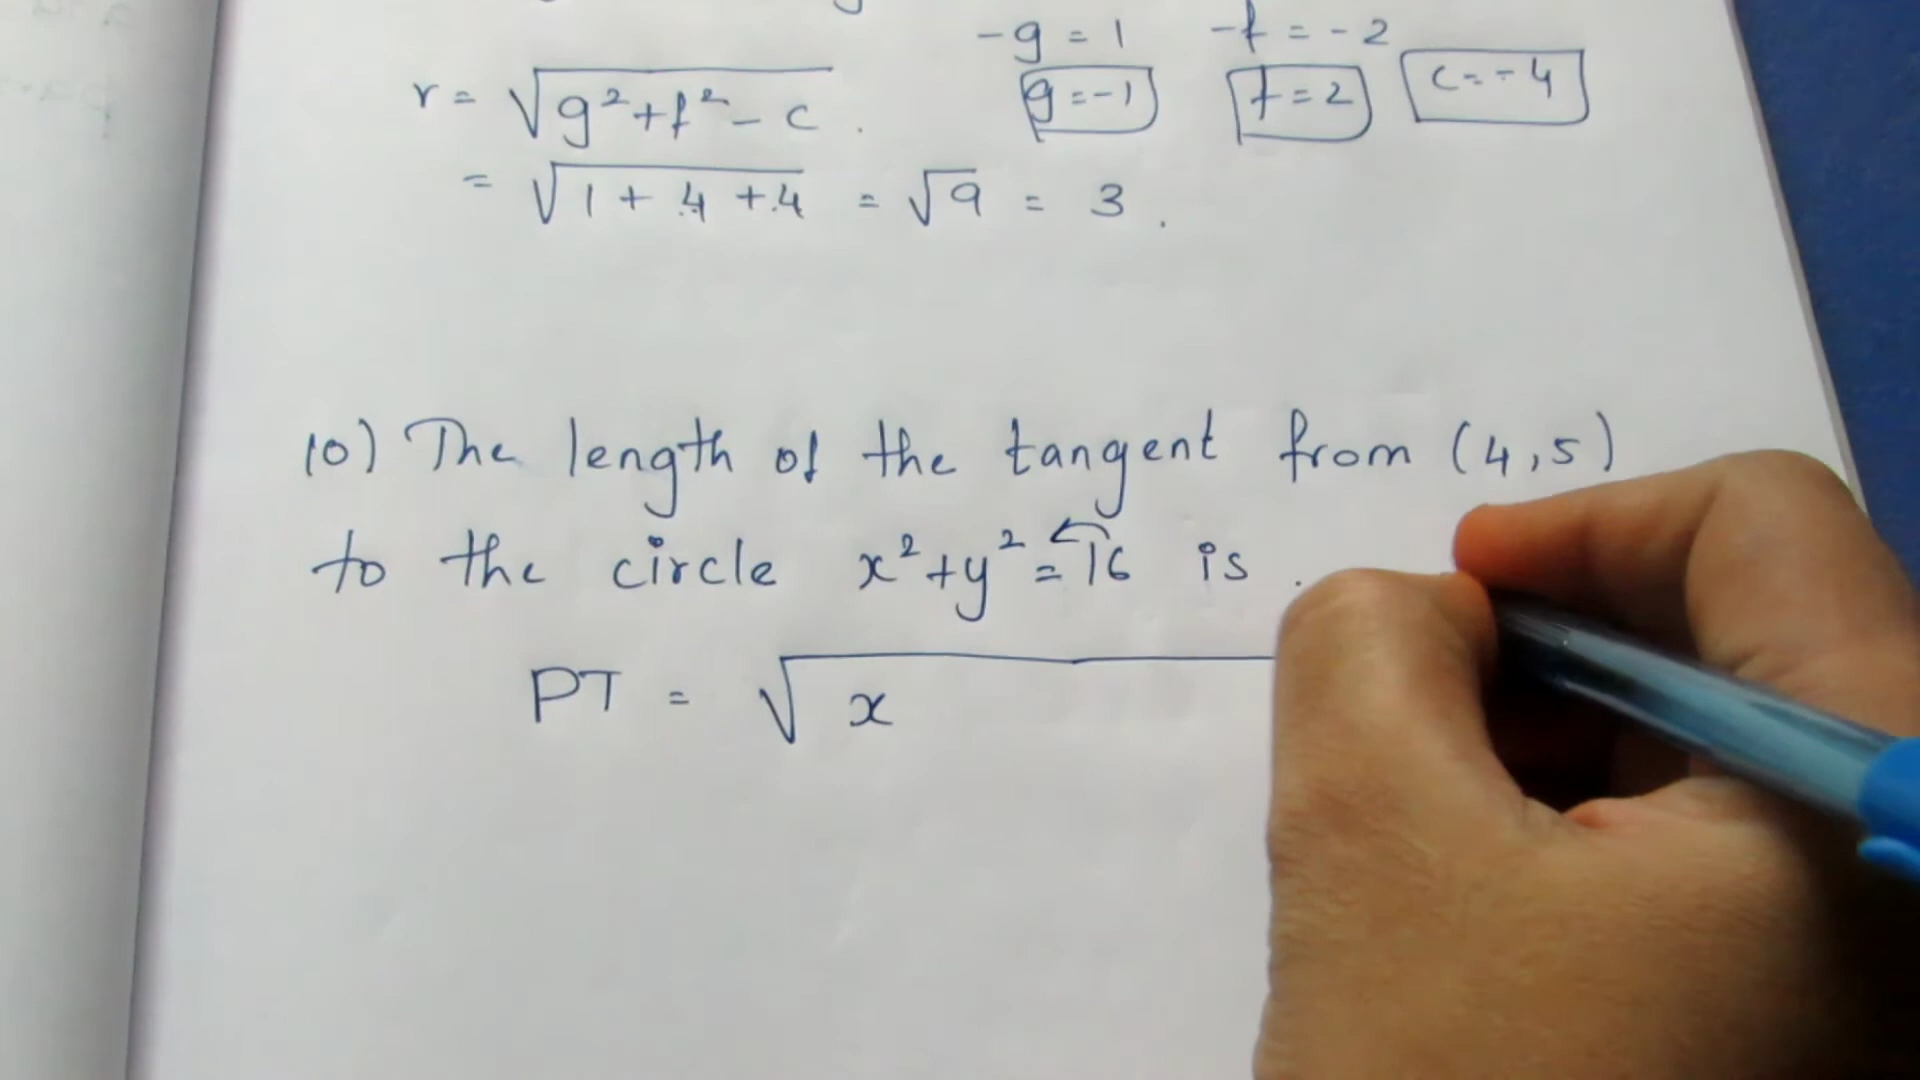 -g = 1 -f = -2
r = √g²+f²-c . g = -1 f = 2 c = -4
= √1 + 4 + 4 = √9 = 3 .
10) The length of the tangent from (4,5)
to the circle x²+y² = 16 is .
PT = √x